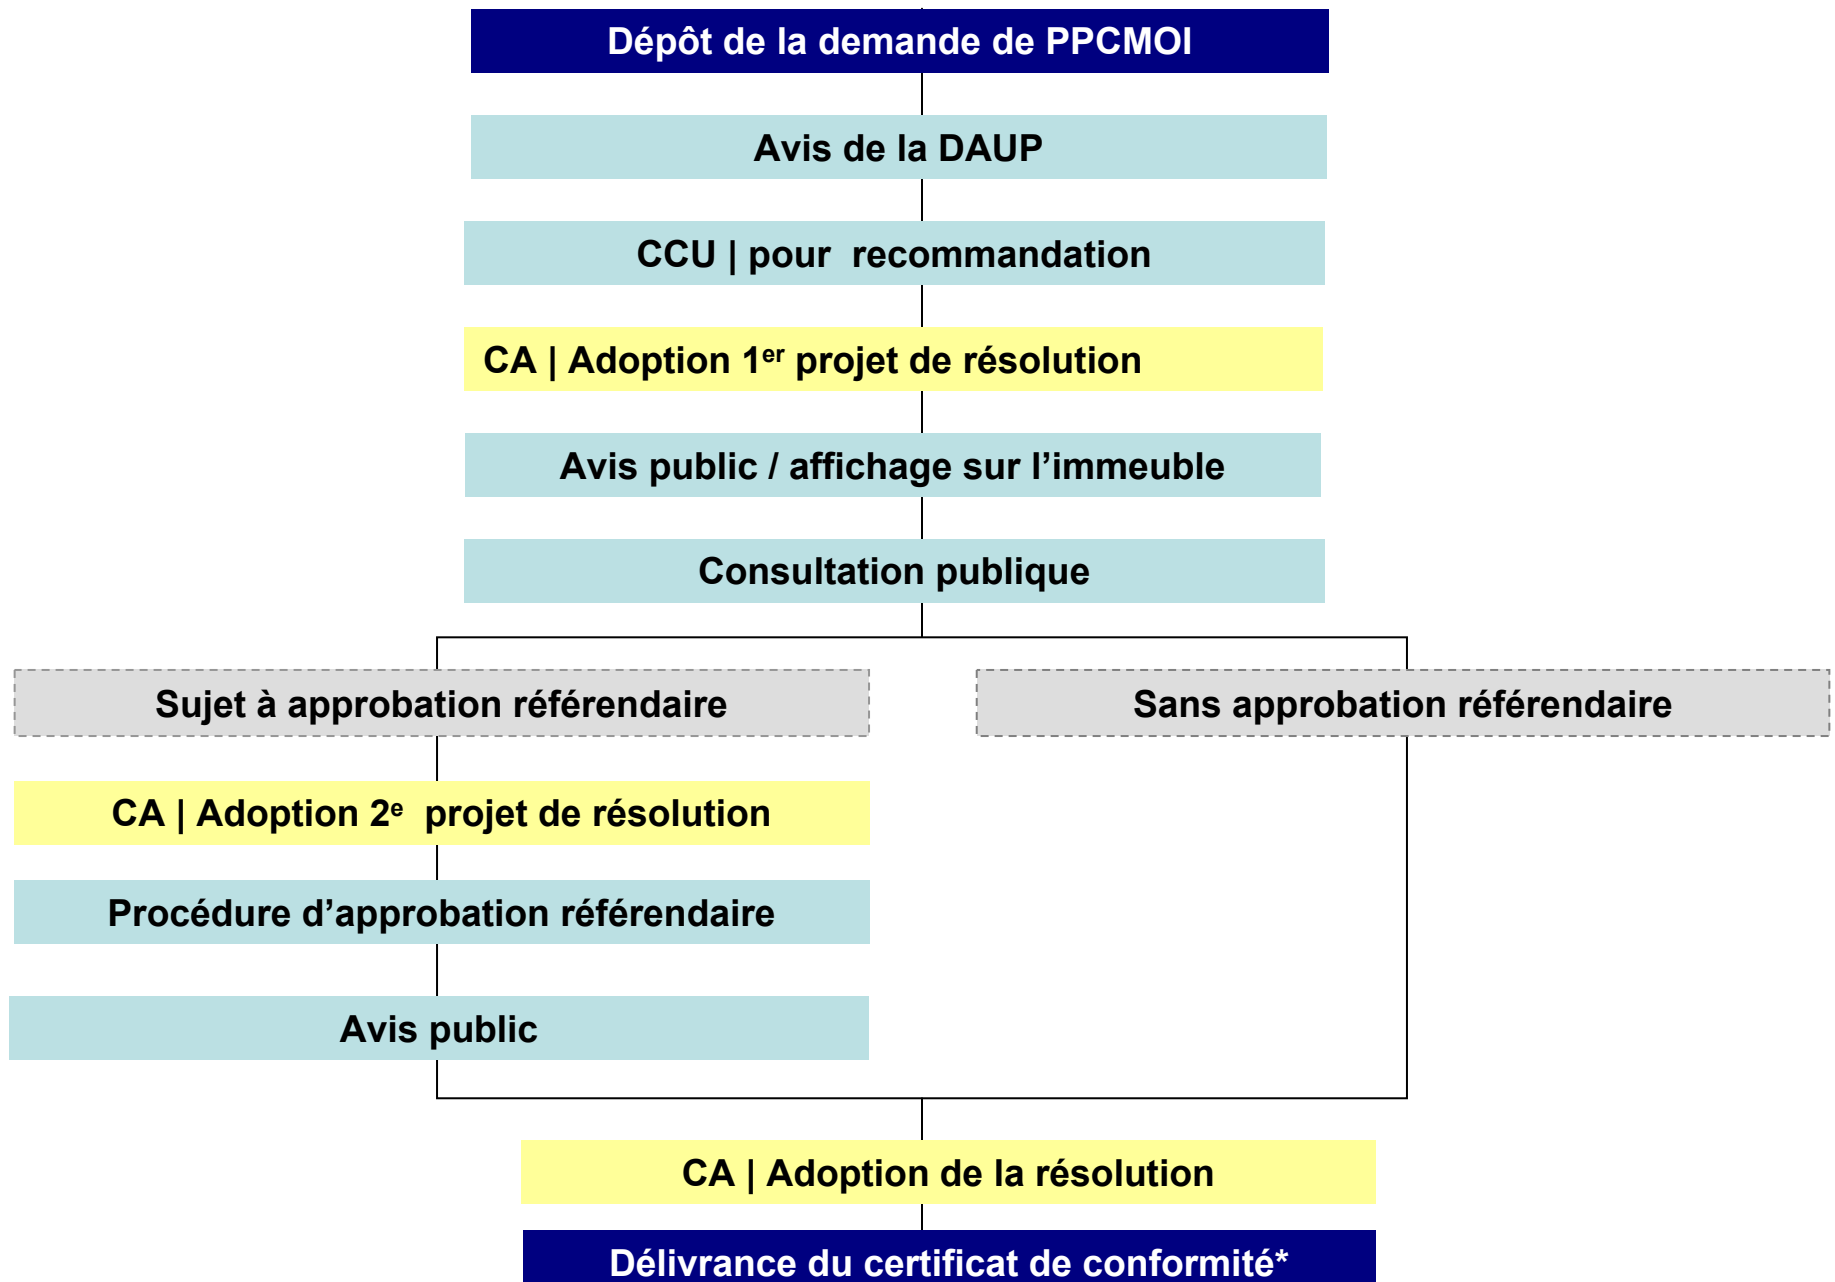 Dépôt de la demande de PPCMOI
Avis de la DAUP
CCU | pour recommandation
CA | Adoption 1er projet de résolution
Avis public / affichage sur l’immeuble
Consultation publique
Sujet à approbation référendaire
Sans approbation référendaire
CA | Adoption 2e projet de résolution
Procédure d’approbation référendaire
Avis public
CA | Adoption de la résolution
Délivrance du certificat de conformité*